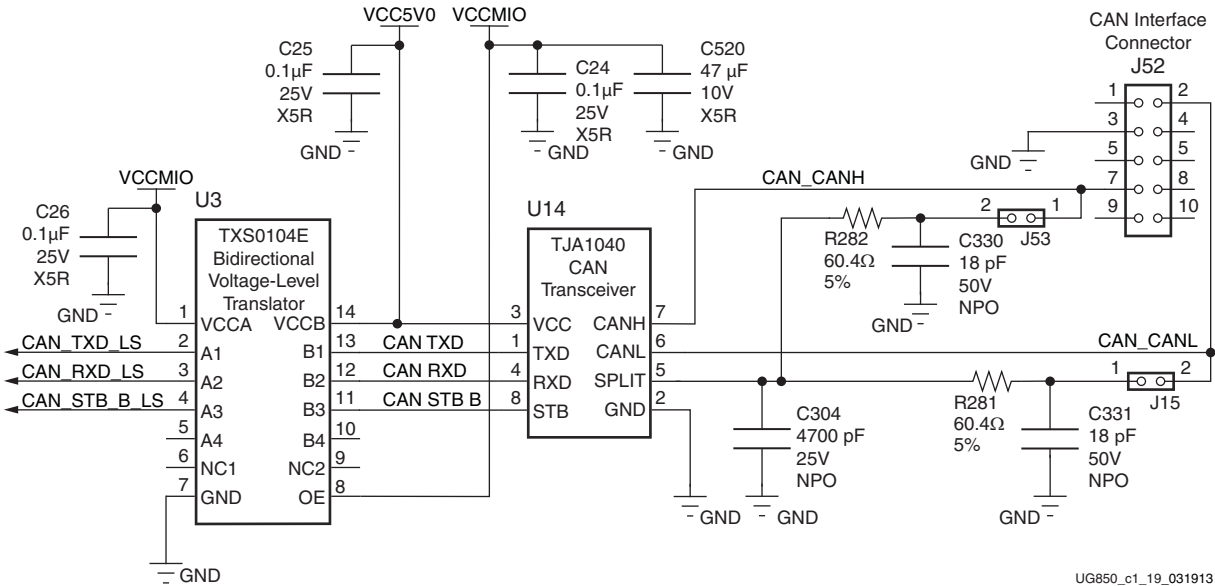 VCC5V0
VCCMIO
C25
0.1µF
25V
X5R
GND
C24
0.1µF
25V
X5R
GND
C520
47 µF
10V
X5R
GND
CAN Interface
Connector
J52
1 2
3 4
5 5
7 8
9 10
GND
VCCMIO
C26
0.1µF
25V
X5R
GND
U3
TXS0104E
Bidirectional
Voltage-Level
Translator
1 VCCA VCCB 14
CAN_TXD_LS 2 A1 B1 13 CAN TXD
CAN_RXD_LS 3 A2 B2 12 CAN RXD
CAN_STB_B_LS 4 A3 B3 11 CAN STB B
5 A4 B4 10
6 NC1 NC2 9
7 GND OE 8
GND
U14
TJA1040
CAN
Transceiver
3 VCC CANH 7
1 TXD CANL 6
4 RXD SPLIT 5
8 STB GND 2
GND
CAN_CANH
R282
60.4Ω
5%
C330
18 pF
50V
NPO
GND
2 1
J53
CAN_CANL
C304
4700 pF
25V
NPO
GND
R281
60.4Ω
5%
C331
18 pF
50V
NPO
GND
1 2
J15
UG850_c1_19_031913